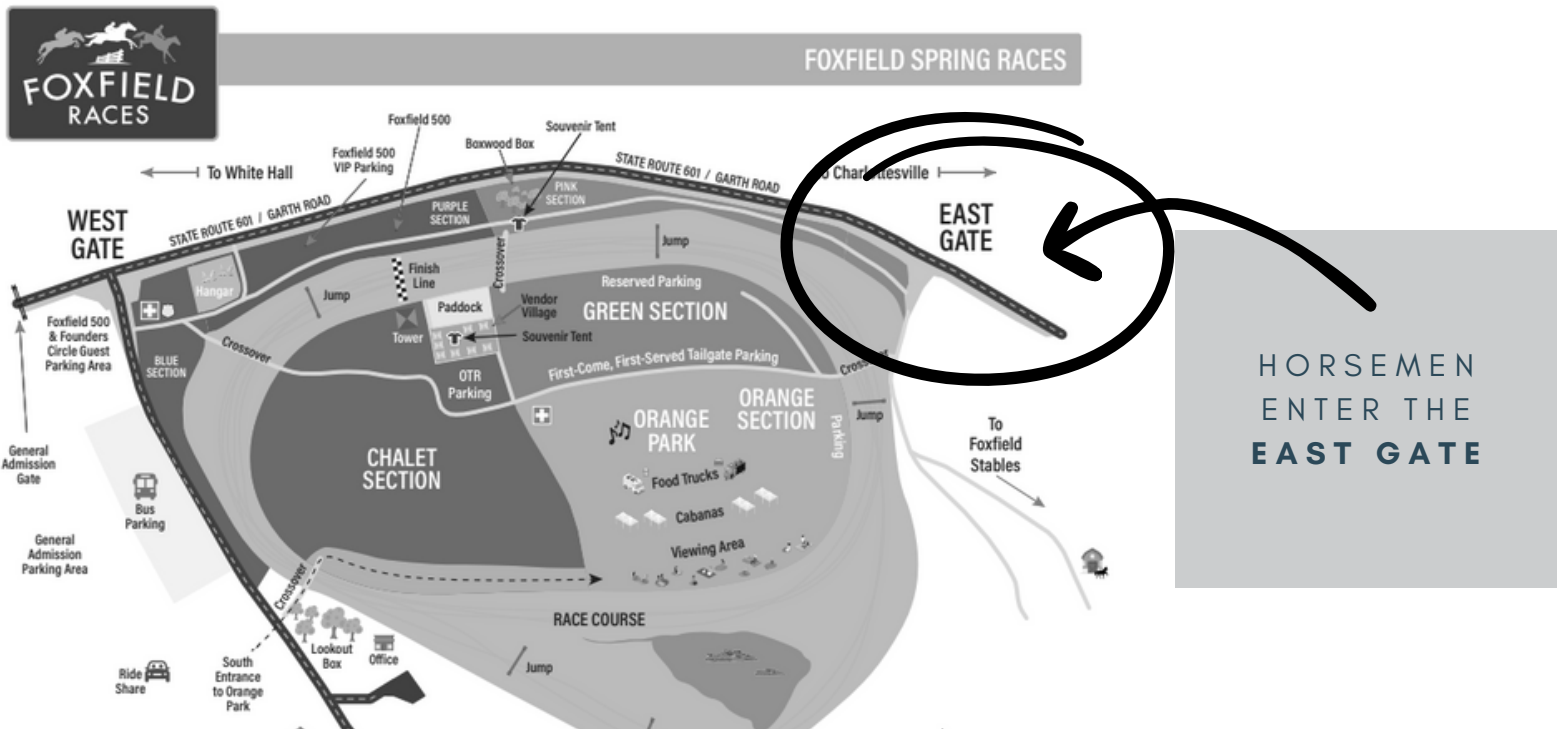 FOXFIELD
RACES
FOXFIELD SPRING RACES
Foxfield 500
Souvenir Tent
Boxwood Box
Foxfield 500
VIP Parking
To White Hall
STATE ROUTE 601 / GARTH ROAD
To Charlottesville
WEST
GATE
STATE ROUTE 601 / GARTH ROAD
PURPLE
SECTION
PINK
SECTION
EAST
GATE
Crossover
Jump
Finish
Line
Hangar
Jump
Reserved Parking
Paddock
Vendor
Village
GREEN SECTION
Tower
Souvenir Tent
Foxfield 500
& Founders
Circle Guest
Parking Area
BLUE
SECTION
Crossover
First-Come, First-Served Tailgate Parking
Crossover
OTR
Parking
ORANGE
SECTION
ORANGE
PARK
Jump
Parking
To
Foxfield
Stables
HORSEMEN
ENTER THE
EAST GATE
General
Admission
Gate
CHALET
SECTION
Food Trucks
Bus
Parking
Cabanas
General
Admission
Parking Area
Viewing Area
Crossover
RACE COURSE
Lookout
Box
Office
Jump
Ride
Share
South
Entrance
to Orange
Park